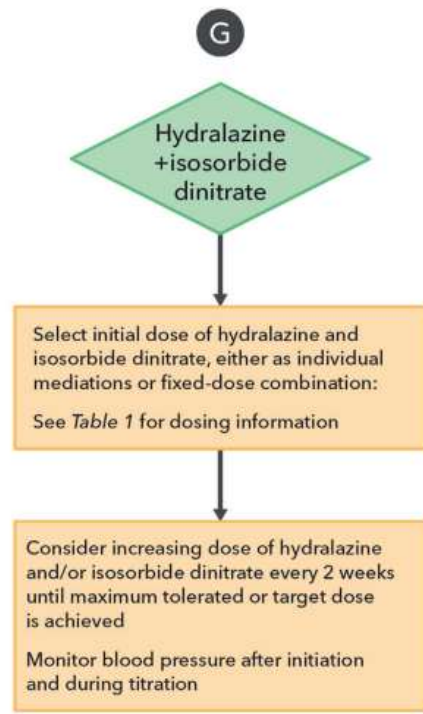 G
Hydralazine
+isosorbide
dinitrate
Select initial dose of hydralazine and
isosorbide dinitrate, either as individual
mediations or fixed-dose combination:
See Table 1 for dosing information
Consider increasing dose of hydralazine
and/or isosorbide dinitrate every 2 weeks
until maximum tolerated or target dose
is achieved
Monitor blood pressure after initiation
and during titration